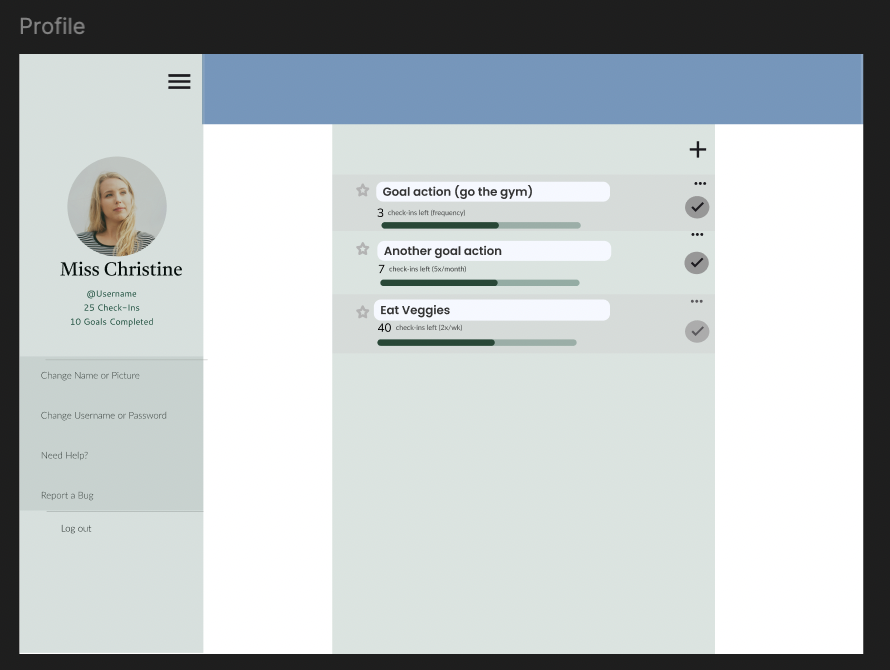 Profile
Miss Christine
@Username
25 Check-Ins
10 Goals Completed
Change Name or Picture
Change Username or Password
Need Help?
Report a Bug
Log out
Goal action (go the gym)
3 check-ins left (frequency)
Another goal action
7 check-ins left (5x/month)
Eat Veggies
40 check-ins left (2x/wk)